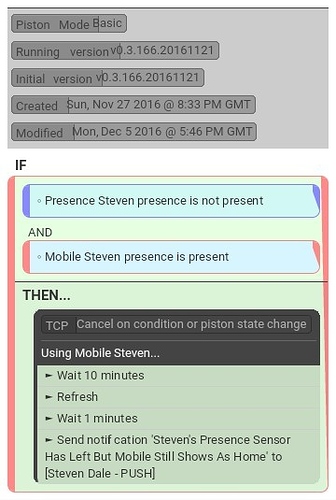 Piston Mode Basic
Running version v0.3.166.20161121
Initial version v0.3.166.20161121
Created Sun, Nov 27 2016 @ 8:33 PM GMT
Modified Mon, Dec 5 2016 @ 5:46 PM GMT
IF
◦ Presence Steven presence is not present
AND
◦ Mobile Steven presence is present
THEN...
TCP Cancel on condition or piston state change
Using Mobile Steven...
► Wait 10 minutes
► Refresh
► Wait 1 minutes
► Send notification 'Steven's Presence Sensor
Has Left But Mobile Still Shows As Home' to
[Steven Dale - PUSH]